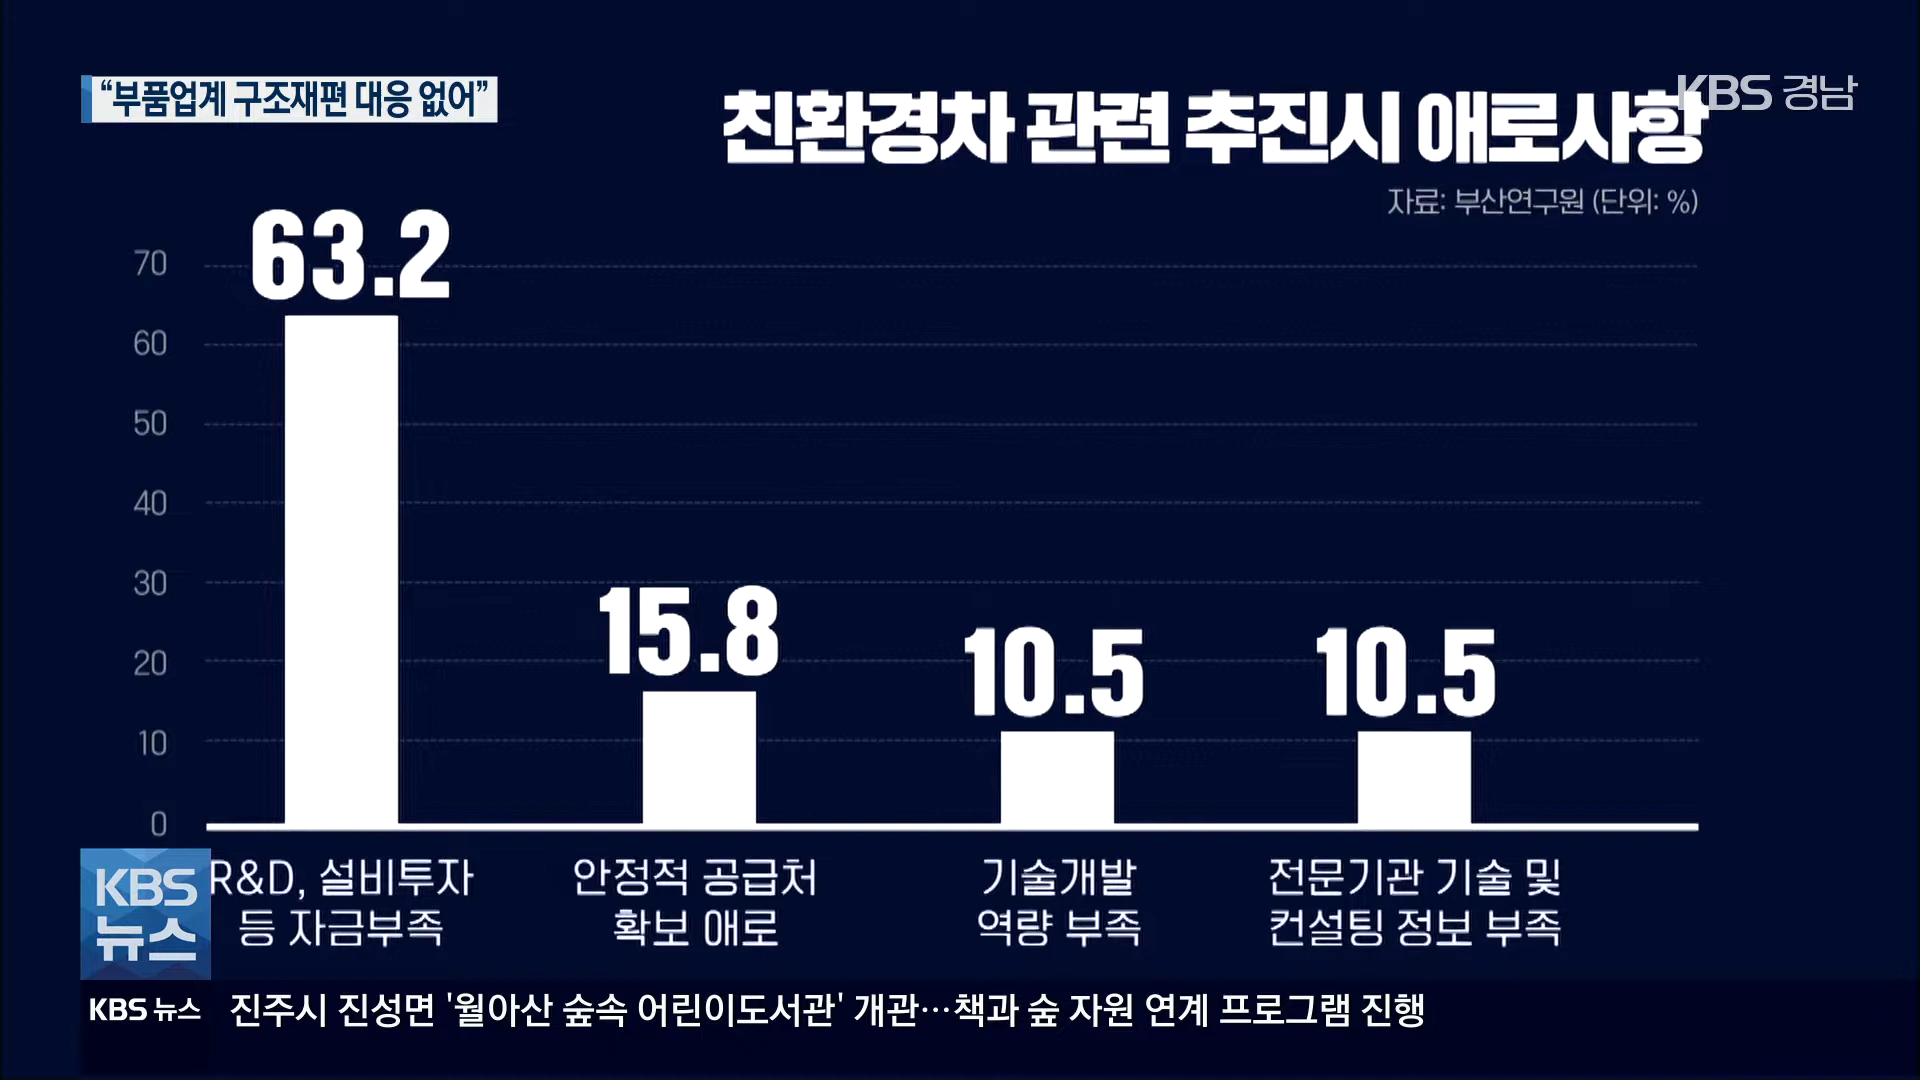 “부품업계 구조재편 대응 없어”
KBS 경남
친환경차 관련 추진시 애로사항
자료: 부산연구원 (단위: %)
70
60
50
40
30
20
10
0
63.2
15.8
10.5
10.5
R&D, 설비투자
등 자금부족
안정적 공급처
확보 애로
기술개발
역량 부족
전문기관 기술 및
컨설팅 정보 부족
KBS
뉴스
KBS 뉴스 진주시 진성면 '월아산 숲속 어린이도서관' 개관…책과 숲 자원 연계 프로그램 진행